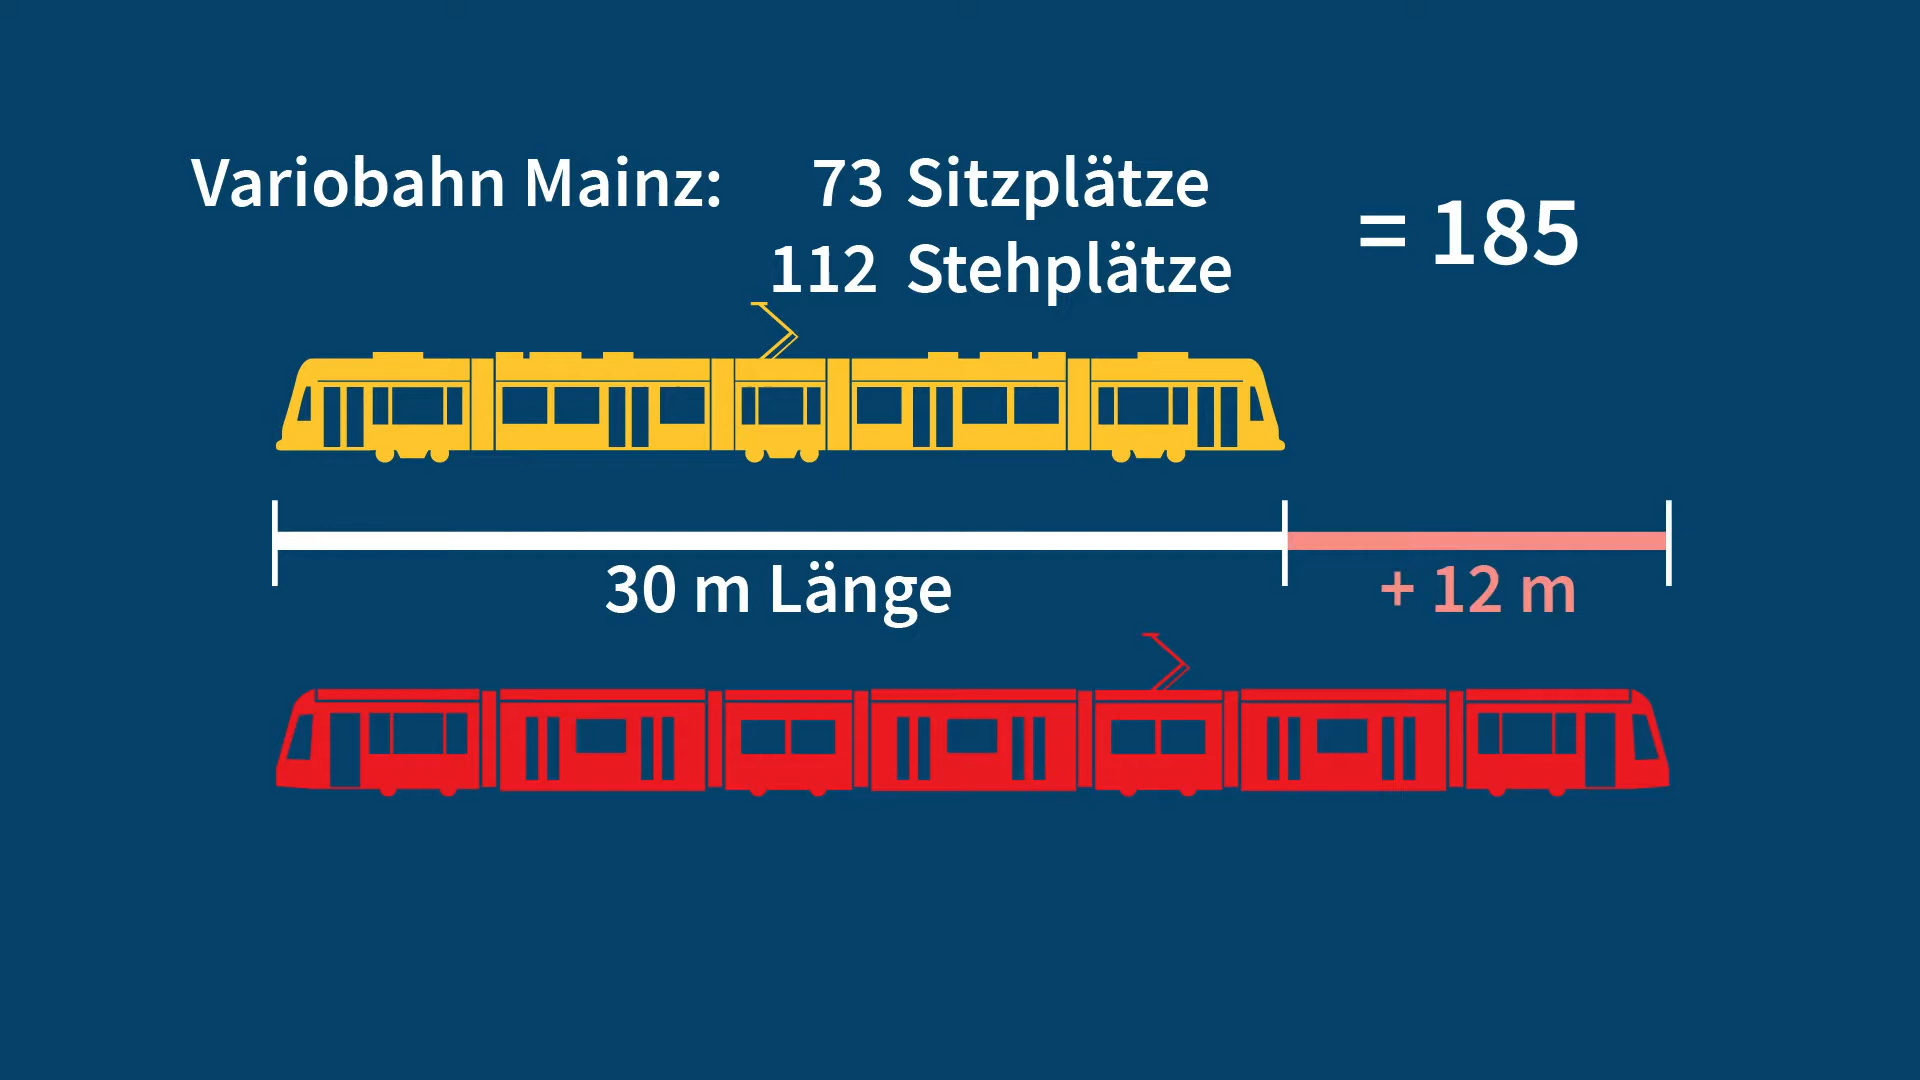 Variobahn Mainz: 73 Sitzplätze
112 Stehplätze
= 185
30 m Länge
+ 12 m